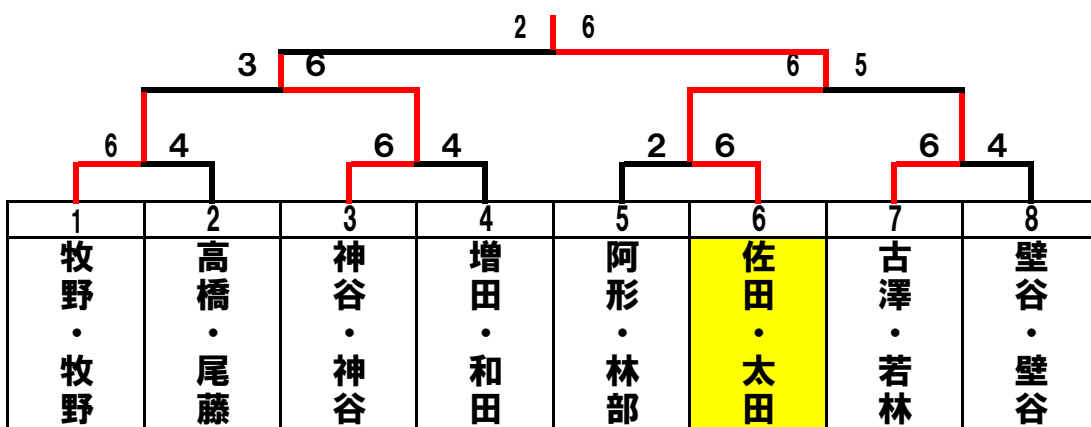 2 6
3 6 6 5
6 4 6 4 2 6 6 4
1 2 3 4 5 6 7 8
牧野・牧野
高橋・尾藤
神谷・神谷
増田・和田
阿形・林部
佐田・太田
古澤・若林
壁谷・壁谷